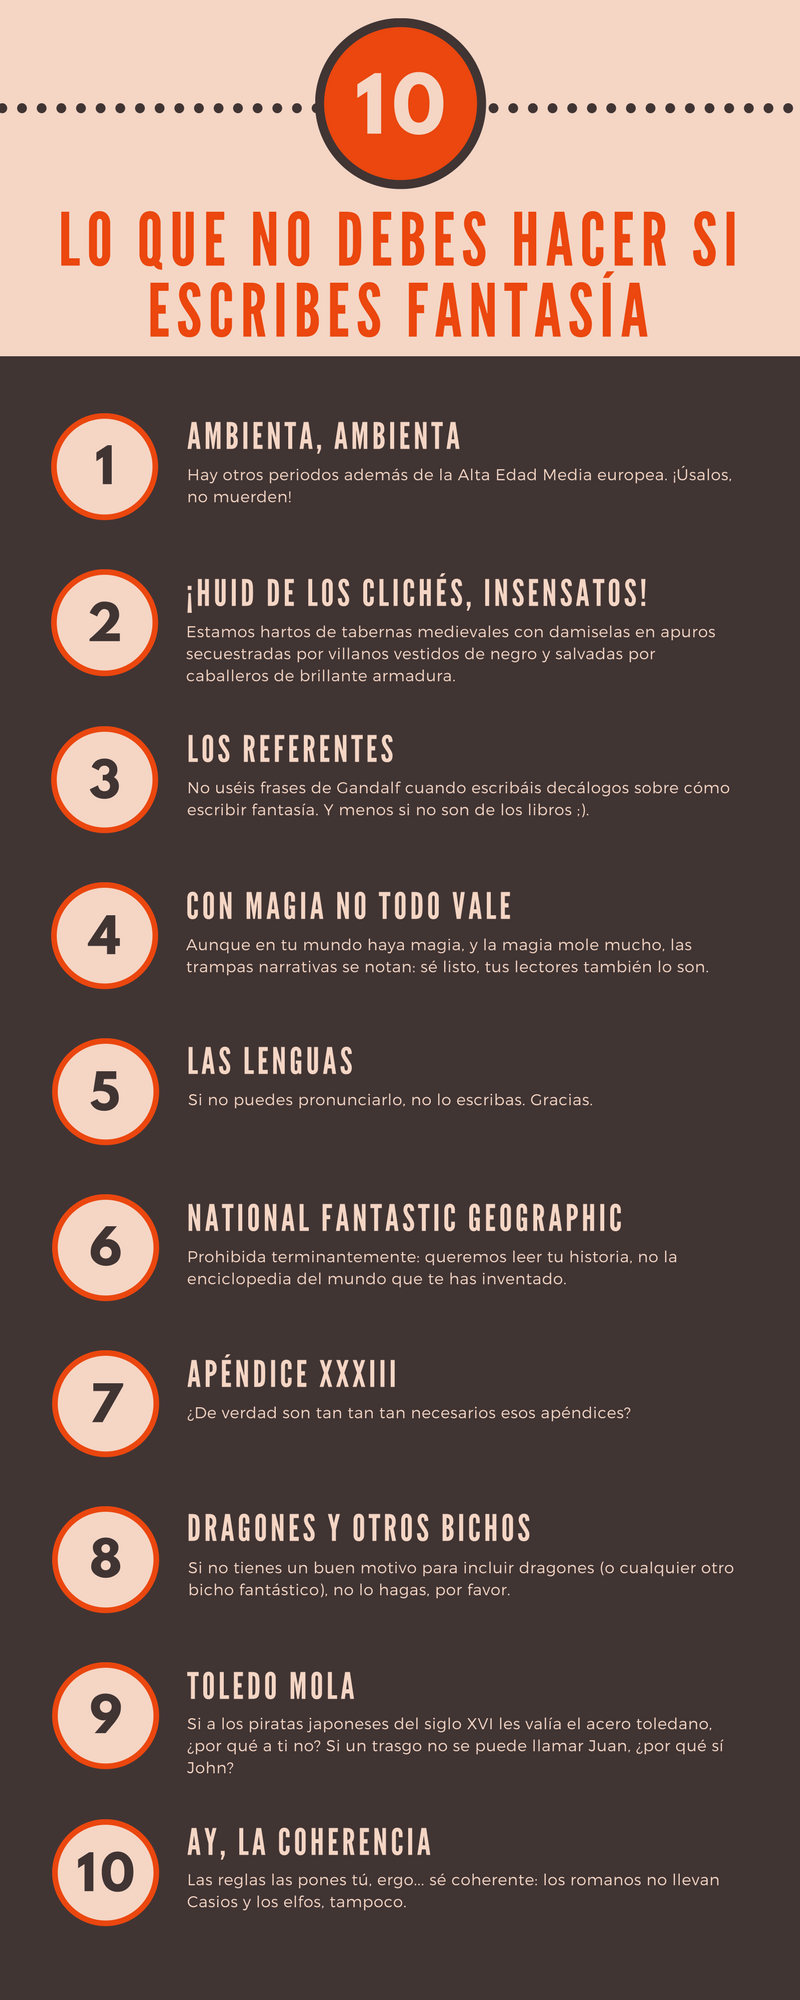 10
LO QUE NO DEBES HACER SI
ESCRIBES FANTASÍA
1
AMBIENTA, AMBIENTA
Hay otros periodos además de la Alta Edad Media europea. ¡Úsalos,
no muerden!
2
¡HUID DE LOS CLICHÉS, INSENSATOS!
Estamos hartos de tabernas medievales con damiselas en apuros
secuestradas por villanos vestidos de negro y salvadas por
caballeros de brillante armadura.
3
LOS REFERENTES
No uséis frases de Gandalf cuando escribáis decálogos sobre cómo
escribir fantasía. Y menos si no son de los libros ;).
4
CON MAGIA NO TODO VALE
Aunque en tu mundo haya magia, y la magia mole mucho, las
trampas narrativas se notan: sé listo, tus lectores también lo son.
5
LAS LENGUAS
Si no puedes pronunciarlo, no lo escribas. Gracias.
6
NATIONAL FANTASTIC GEOGRAPHIC
Prohibida terminantemente: queremos leer tu historia, no la
enciclopedia del mundo que te has inventado.
7
APÉNDICE XXXIII
¿De verdad son tan tan tan necesarios esos apéndices?
8
DRAGONES Y OTROS BICHOS
Si no tienes un buen motivo para incluir dragones (o cualquier otro
bicho fantástico), no lo hagas, por favor.
9
TOLEDO MOLA
Si a los piratas japoneses del siglo XVI les valía el acero toledano,
¿por qué a ti no? Si un trasgo no se puede llamar Juan, ¿por qué sí
John?
10
AY, LA COHERENCIA
Las reglas las pones tú, ergo... sé coherente: los romanos no llevan
Casios y los elfos, tampoco.